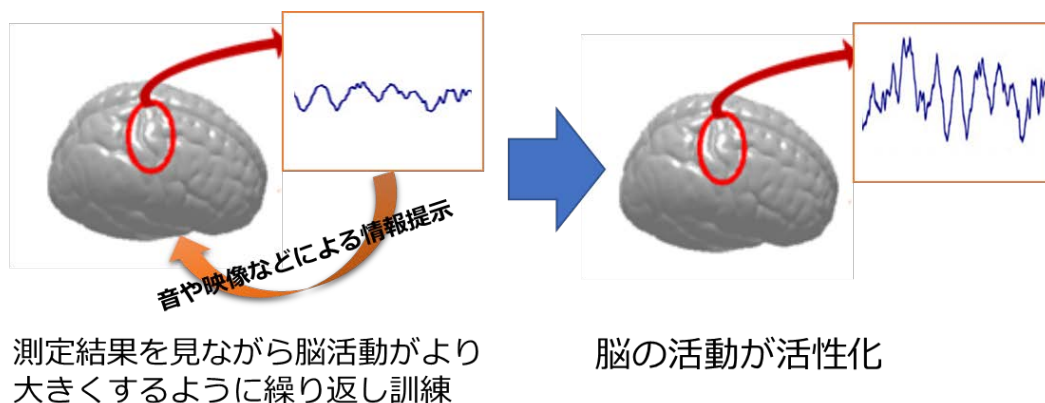 音や映像などによる情報提示
測定結果を見ながら脳活動がより
大きくするように繰り返し訓練
脳の活動が活性化